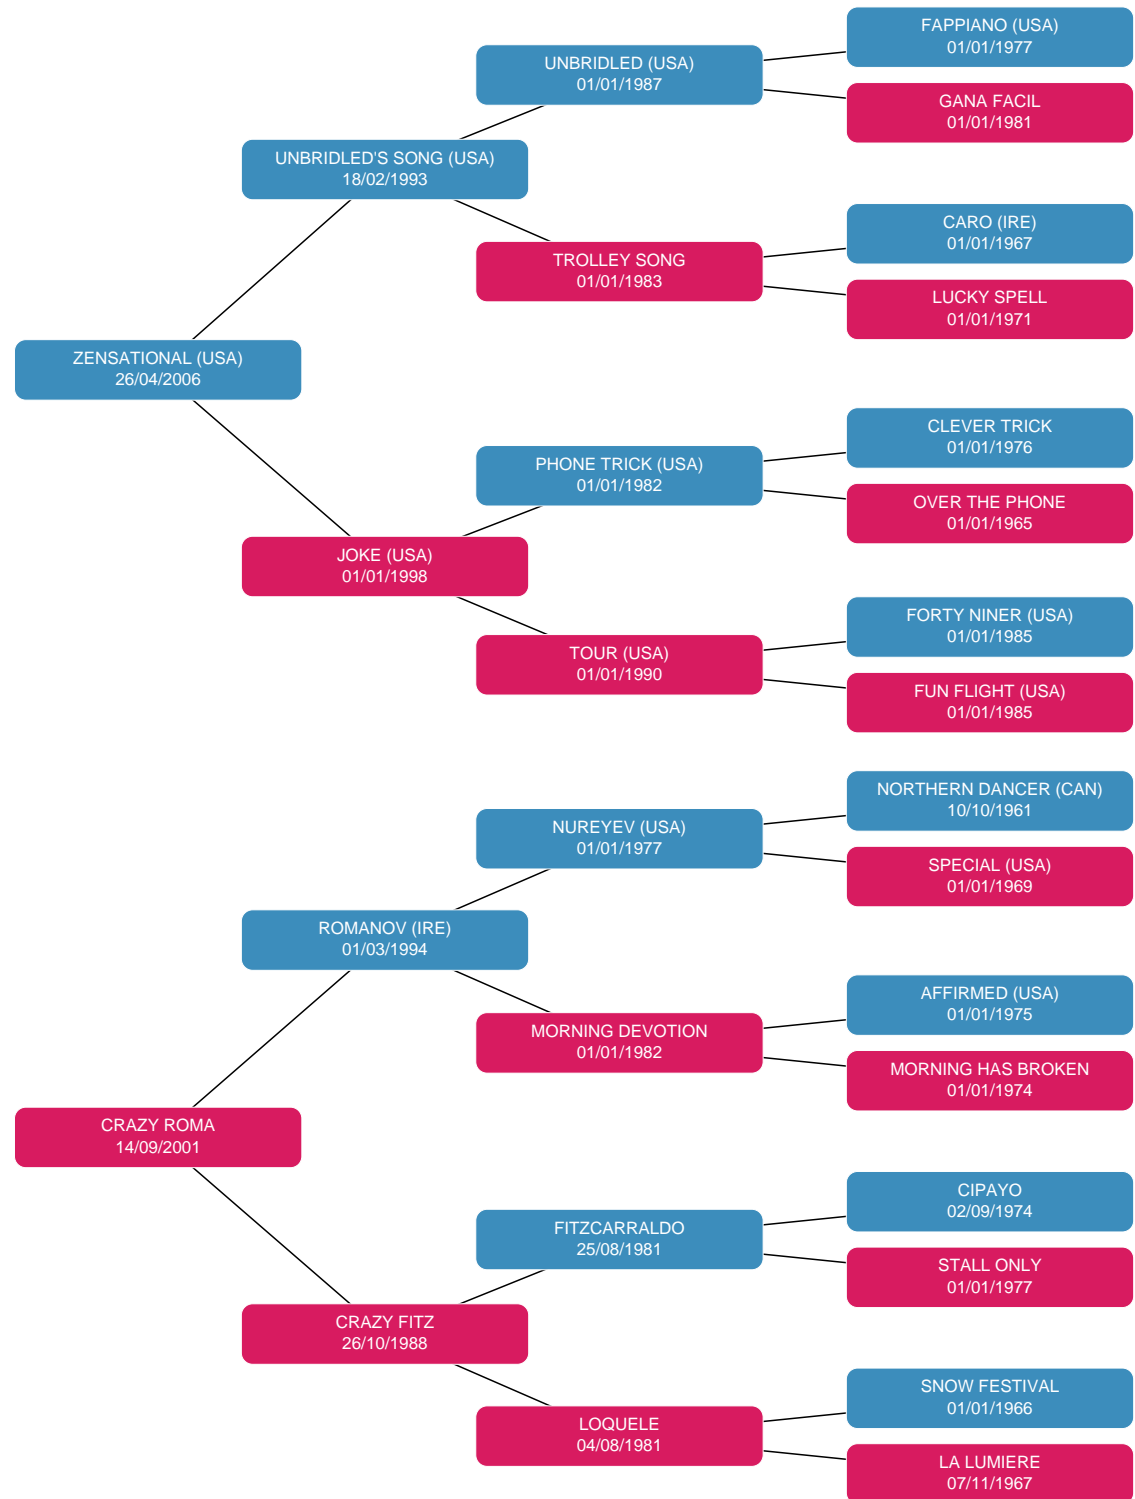 FAPPIANO (USA)
01/01/1977
UNBRIDLED (USA)
01/01/1987
GANA FACIL
01/01/1981
UNBRIDLED'S SONG (USA)
18/02/1993
CARO (IRE)
01/01/1967
TROLLEY SONG
01/01/1983
LUCKY SPELL
01/01/1971
ZENSATIONAL (USA)
26/04/2006
CLEVER TRICK
01/01/1976
PHONE TRICK (USA)
01/01/1982
OVER THE PHONE
01/01/1965
JOKE (USA)
01/01/1998
FORTY NINER (USA)
01/01/1985
TOUR (USA)
01/01/1990
FUN FLIGHT (USA)
01/01/1985
NORTHERN DANCER (CAN)
10/10/1961
NUREYEV (USA)
01/01/1977
SPECIAL (USA)
01/01/1969
ROMANOV (IRE)
01/03/1994
AFFIRMED (USA)
01/01/1975
MORNING DEVOTION
01/01/1982
MORNING HAS BROKEN
01/01/1974
CRAZY ROMA
14/09/2001
CIPAYO
02/09/1974
FITZCARRALDO
25/08/1981
STALL ONLY
01/01/1977
CRAZY FITZ
26/10/1988
SNOW FESTIVAL
01/01/1966
LOQUELE
04/08/1981
LA LUMIERE
07/11/1967